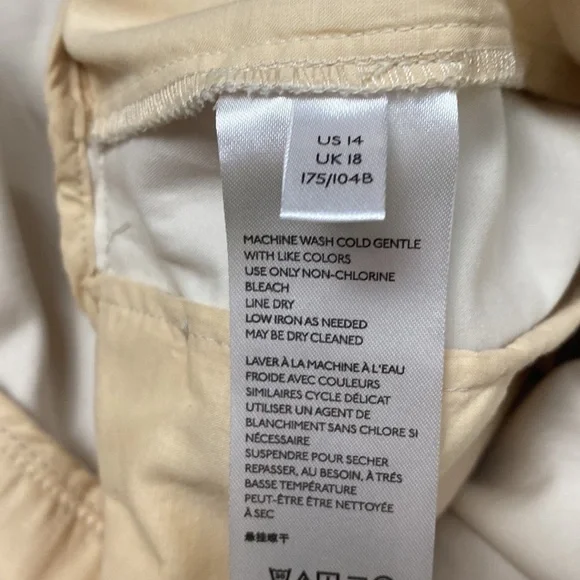 US 14
UK 18
175/104B
MACHINE WASH COLD GENTLE
WITH LIKE COLORS
USE ONLY NON-CHLORINE
BLEACH
LINE DRY
LOW IRON AS NEEDED
MAY BE DRY CLEANED
LAVER À LA MACHINE À L'EAU
FROIDE AVEC COULEURS
SIMILAIRES CYCLE DÉLICAT
UTILISER UN AGENT DE
BLANCHIMENT SANS CHLORE SI
NÉCESSAIRE
SUSPENDRE POUR SECHER
REPASSER, AU BESOIN, À TRÉS
BASSE TEMPÉRATURE
PEUT-ÊTRE ÊTRE NETTOYÉE
À SEC
悬挂晾干